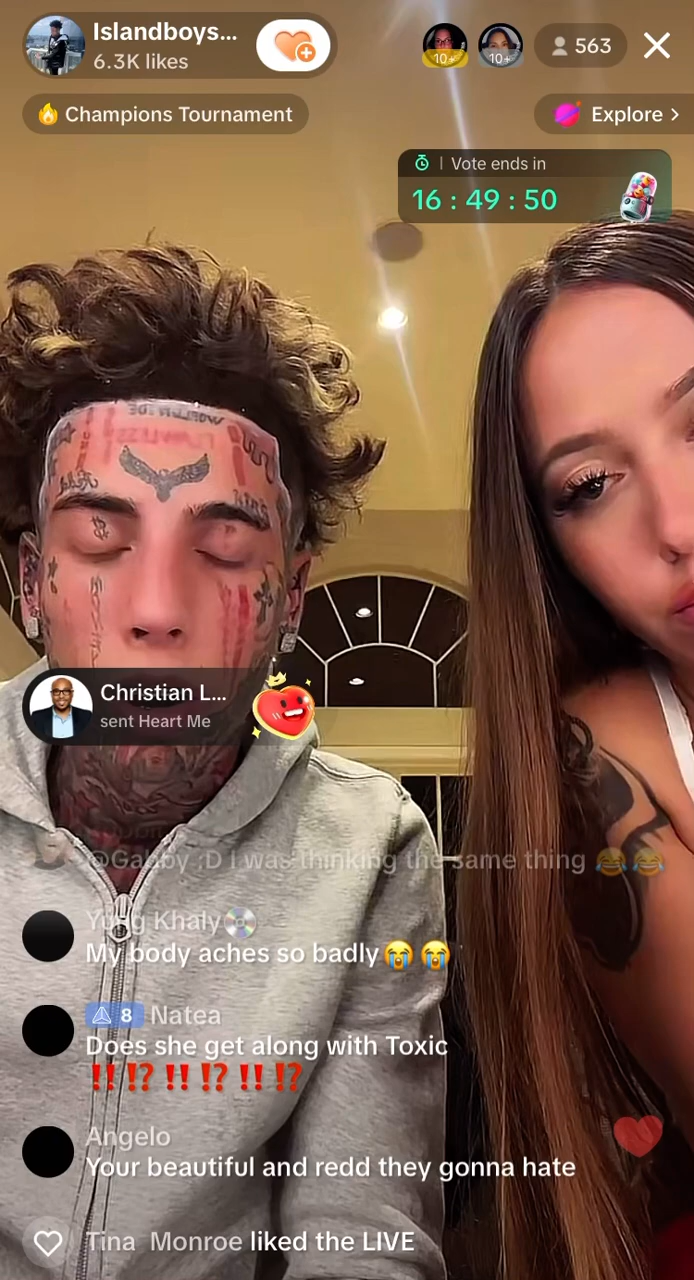 Islandboys...
6.3K likes
10+
10+
563
Champions Tournament
Explore >
Vote ends in
16 : 49 : 50
Christian L...
sent Heart Me
@Gabby :D I was thinking the same thing 😂😂
Yung Khaly💿
My body aches so badly😭😭
8 Natea
Does she get along with Toxic
‼️⁉️‼️⁉️‼️⁉️
Angelo
Your beautiful and redd they gonna hate
Tina Monroe liked the LIVE